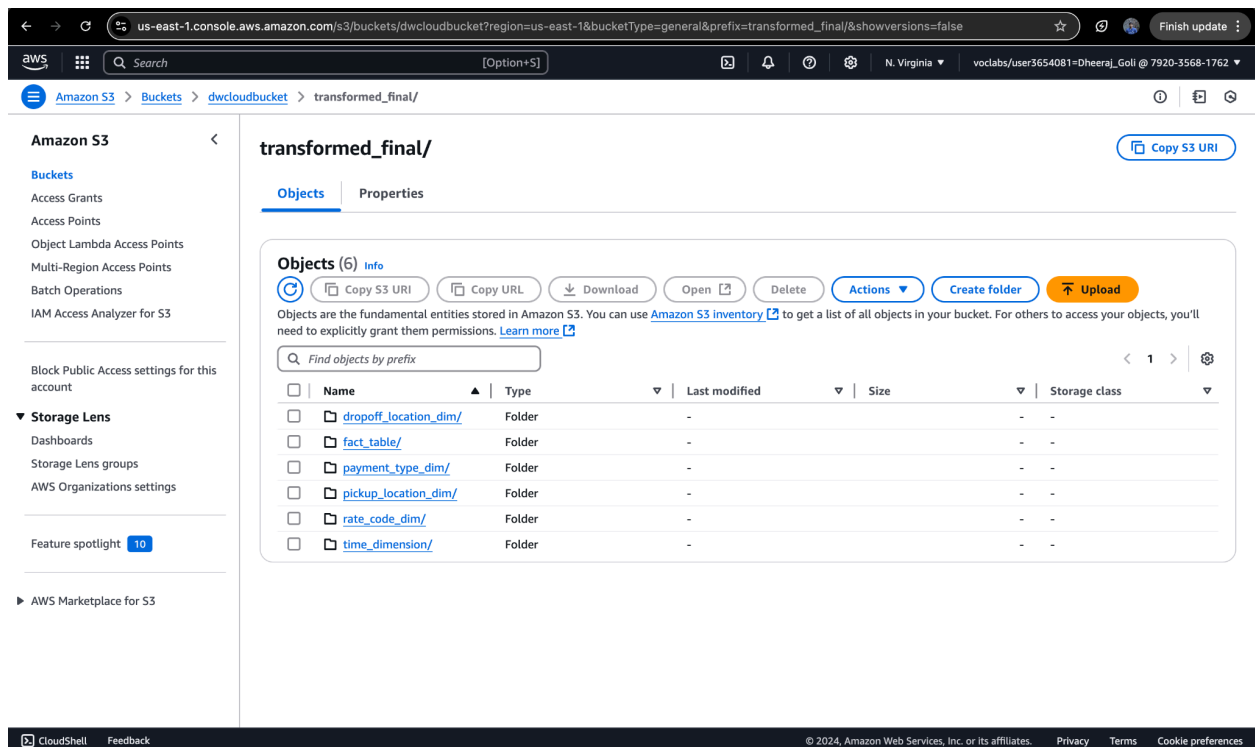 us-east-1.console.aws.amazon.com/s3/buckets/dwcloudbucket?region=us-east-1&bucketType=general&prefix=transformed_final/&showversions=false
Finish update
aws
Search
[Option+S]
N. Virginia
voclabs/user3654081=Dheeraj_Goli @ 7920-3568-1762
Amazon S3 > Buckets > dwcloudbucket > transformed_final/
Amazon S3
Buckets
Access Grants
Access Points
Object Lambda Access Points
Multi-Region Access Points
Batch Operations
IAM Access Analyzer for S3
Block Public Access settings for this
account
Storage Lens
Dashboards
Storage Lens groups
AWS Organizations settings
Feature spotlight 10
AWS Marketplace for S3
transformed_final/
Copy S3 URI
Objects Properties
Objects (6) Info
Copy S3 URI Copy URL Download Open Delete Actions Create folder Upload
Objects are the fundamental entities stored in Amazon S3. You can use Amazon S3 inventory to get a list of all objects in your bucket. For others to access your objects, you'll
need to explicitly grant them permissions. Learn more
Find objects by prefix
1
Name Type Last modified Size Storage class
dropoff_location_dim/ Folder - - -
fact_table/ Folder - - -
payment_type_dim/ Folder - - -
pickup_location_dim/ Folder - - -
rate_code_dim/ Folder - - -
time_dimension/ Folder - - -
CloudShell Feedback
© 2024, Amazon Web Services, Inc. or its affiliates. Privacy Terms Cookie preferences